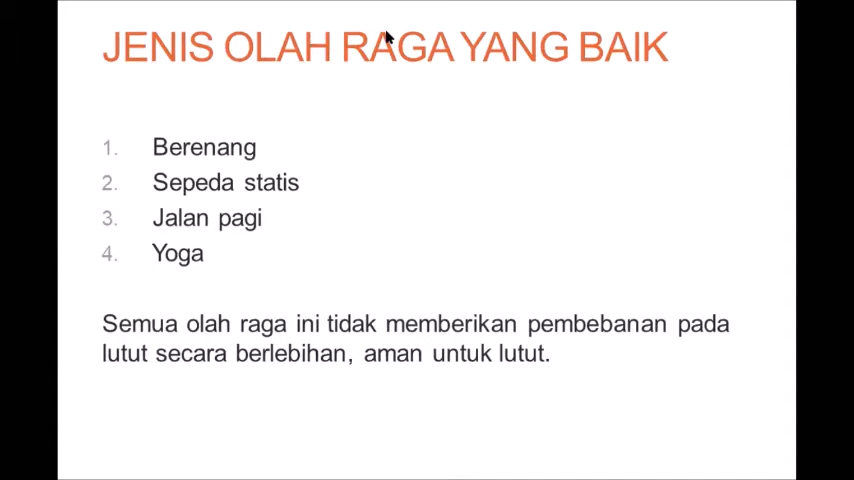 JENIS OLAH RAGA YANG BAIK
1. Berenang
2. Sepeda statis
3. Jalan pagi
4. Yoga
Semua olah raga ini tidak memberikan pembebanan pada
lutut secara berlebihan, aman untuk lutut.